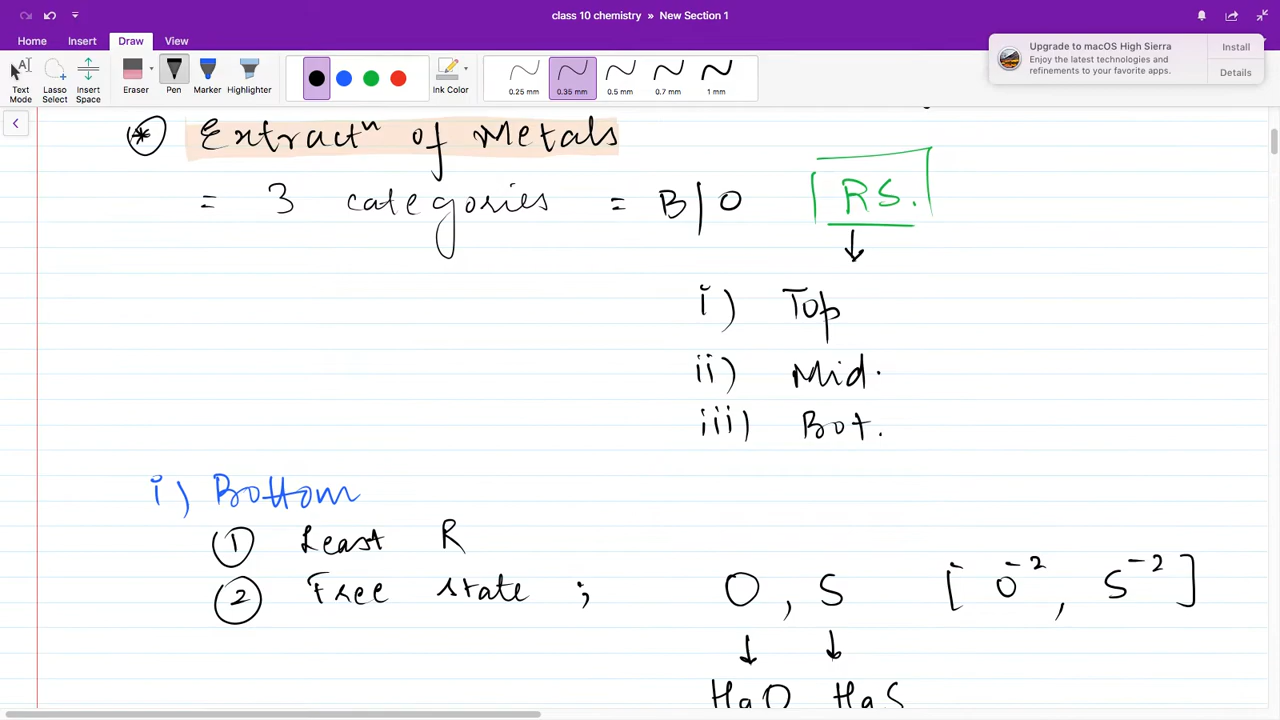 class 10 chemistry » New Section 1
Home Insert Draw View
Upgrade to macOS High Sierra
Enjoy the latest technologies and
refinements to your favorite apps.
Install
Details
Text Mode
Lasso Select
Insert Space
Eraser
Pen
Marker
Highlighter
Ink Color
0.25 mm
0.35 mm
0.5 mm
0.7 mm
1 mm
* Extractⁿ of Metals
= 3 categories = B|O RS.
i) Top
ii) Mid.
iii) Bot.
i) Bottom
① Least R
② Free state ; O, S [O⁻², S⁻²]
HgO HgS